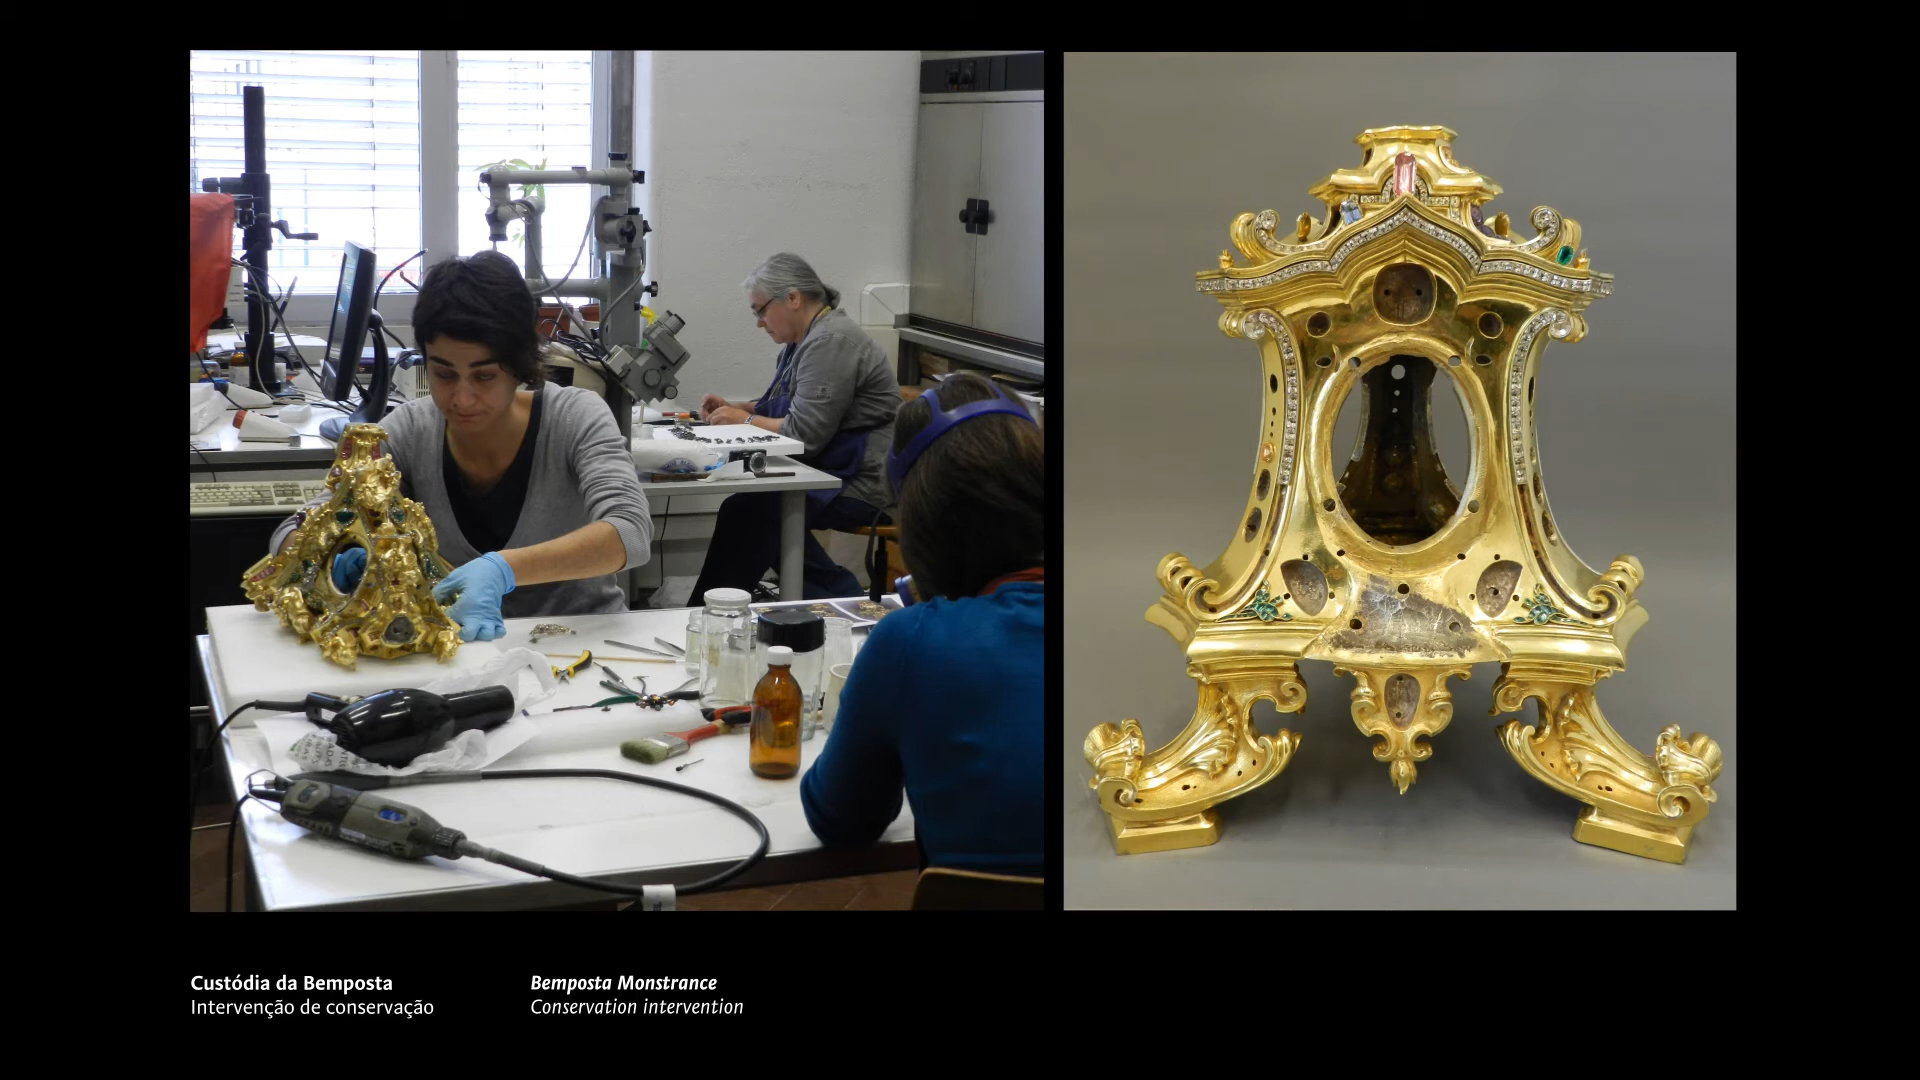 Custódia da Bemposta
Intervenção de conservação
Bemposta Monstrance
Conservation intervention